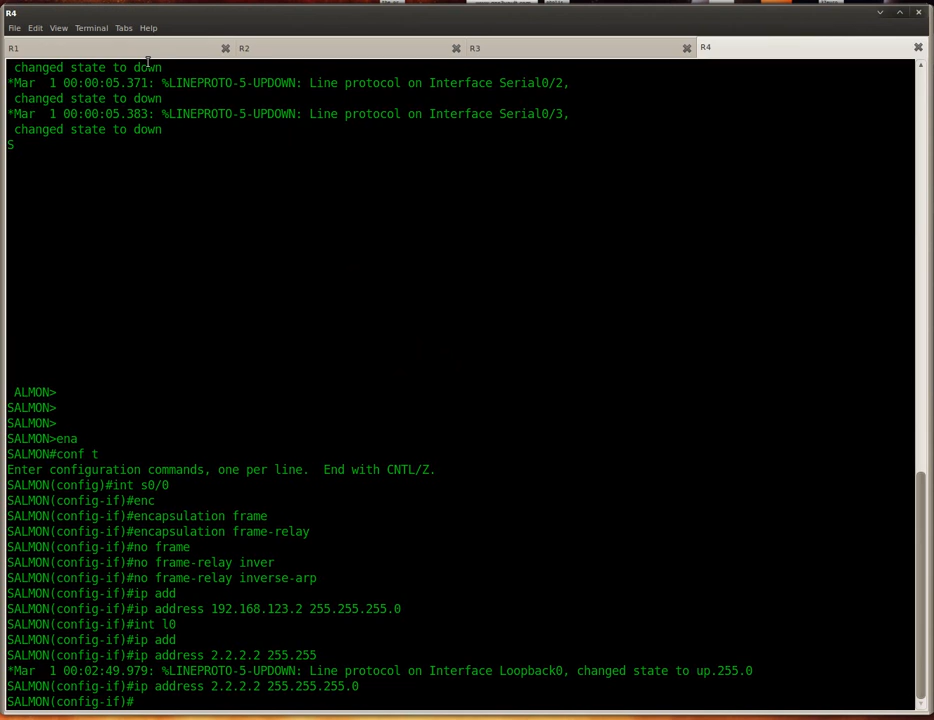 R4
File Edit View Terminal Tabs Help
R1 R2 R3 R4
changed state to down
*Mar  1 00:00:05.371: %LINEPROTO-5-UPDOWN: Line protocol on Interface Serial0/2,
changed state to down
*Mar  1 00:00:05.383: %LINEPROTO-5-UPDOWN: Line protocol on Interface Serial0/3,
changed state to down
S
ALMON>
SALMON>
SALMON>
SALMON>ena
SALMON#conf t
Enter configuration commands, one per line.  End with CNTL/Z.
SALMON(config)#int s0/0
SALMON(config-if)#enc
SALMON(config-if)#encapsulation frame
SALMON(config-if)#encapsulation frame-relay
SALMON(config-if)#no frame
SALMON(config-if)#no frame-relay inver
SALMON(config-if)#no frame-relay inverse-arp
SALMON(config-if)#ip add
SALMON(config-if)#ip address 192.168.123.2 255.255.255.0
SALMON(config-if)#int l0
SALMON(config-if)#ip add
SALMON(config-if)#ip address 2.2.2.2 255.255
*Mar  1 00:02:49.979: %LINEPROTO-5-UPDOWN: Line protocol on Interface Loopback0, changed state to up.255.0
SALMON(config-if)#ip address 2.2.2.2 255.255.255.0
SALMON(config-if)#